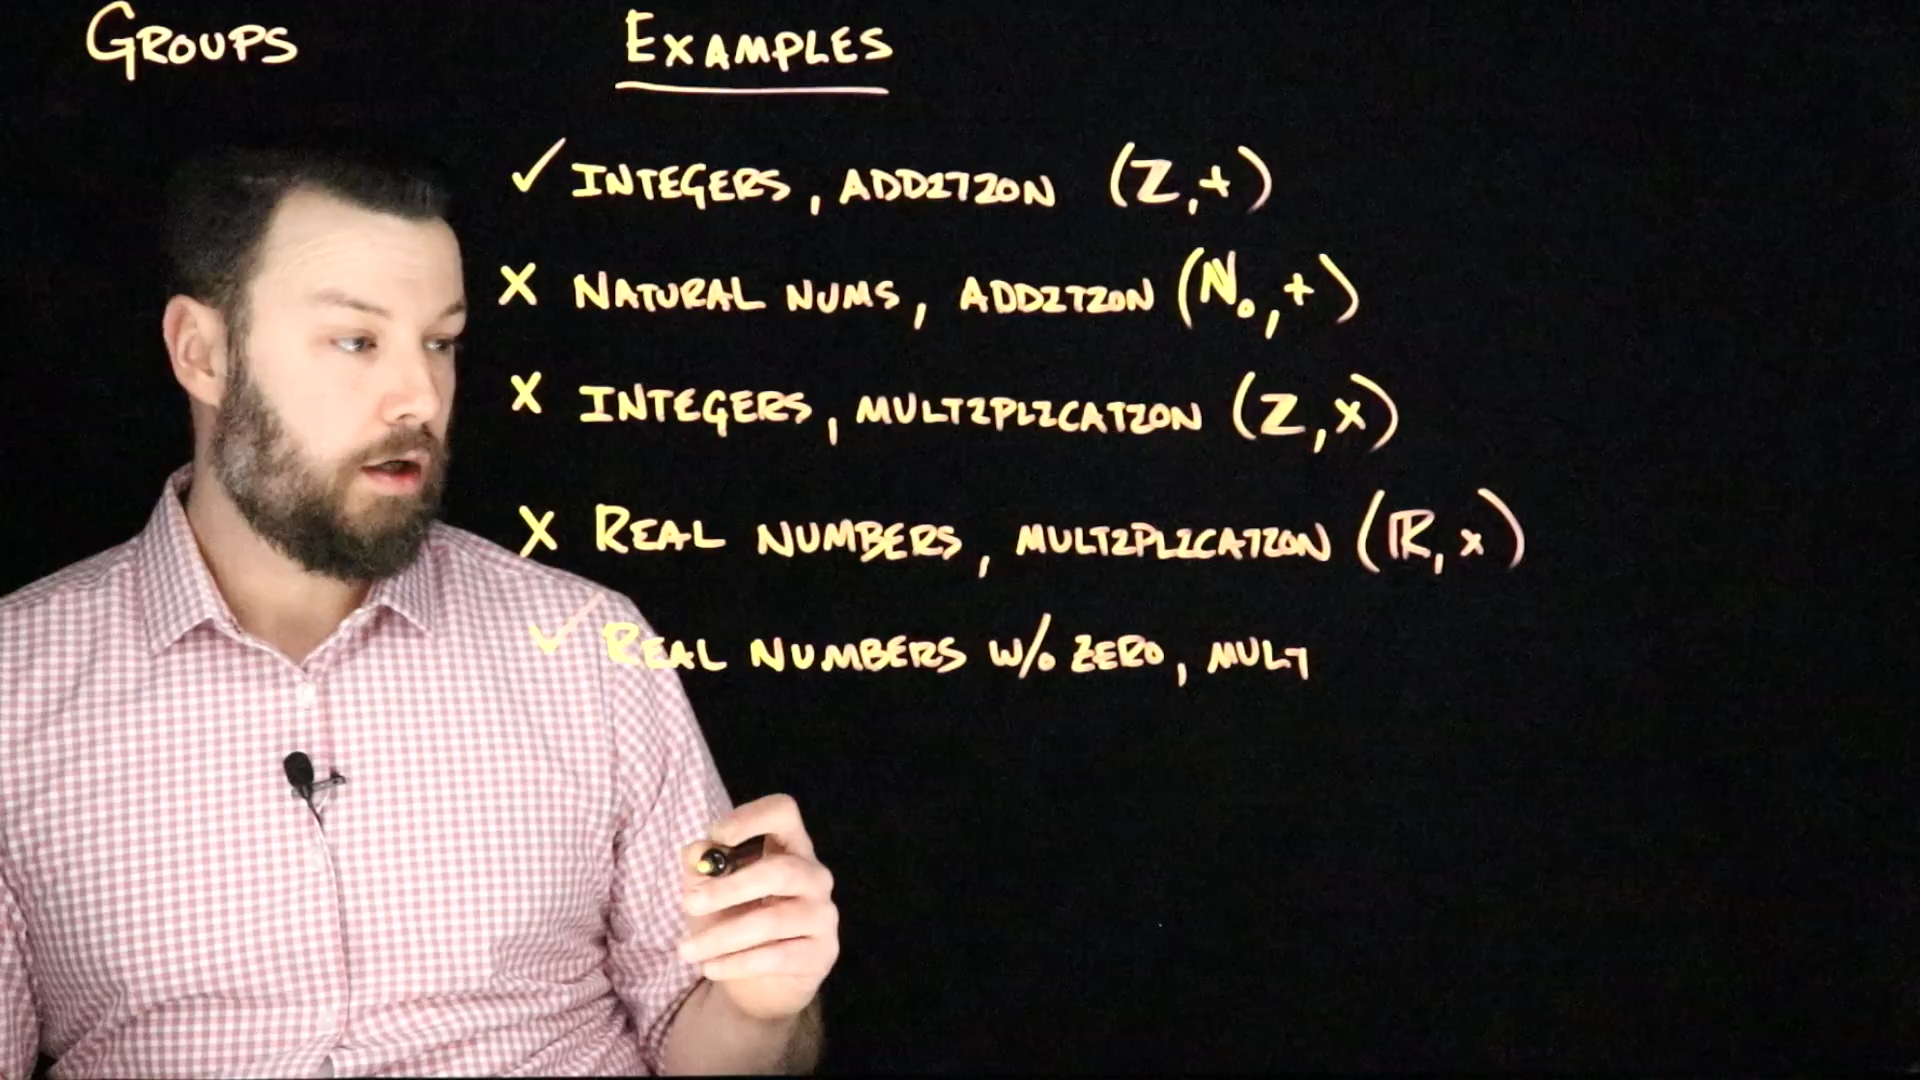 GROUPS
EXAMPLES
✓ INTEGERS, ADDITION (Z,+)
X NATURAL NUMS, ADDITION (N₀,+)
X INTEGERS, MULTIPLICATION (Z,X)
X REAL NUMBERS, MULTIPLICATION (ℝ,X)
✓ REAL NUMBERS W/O ZERO, MULT